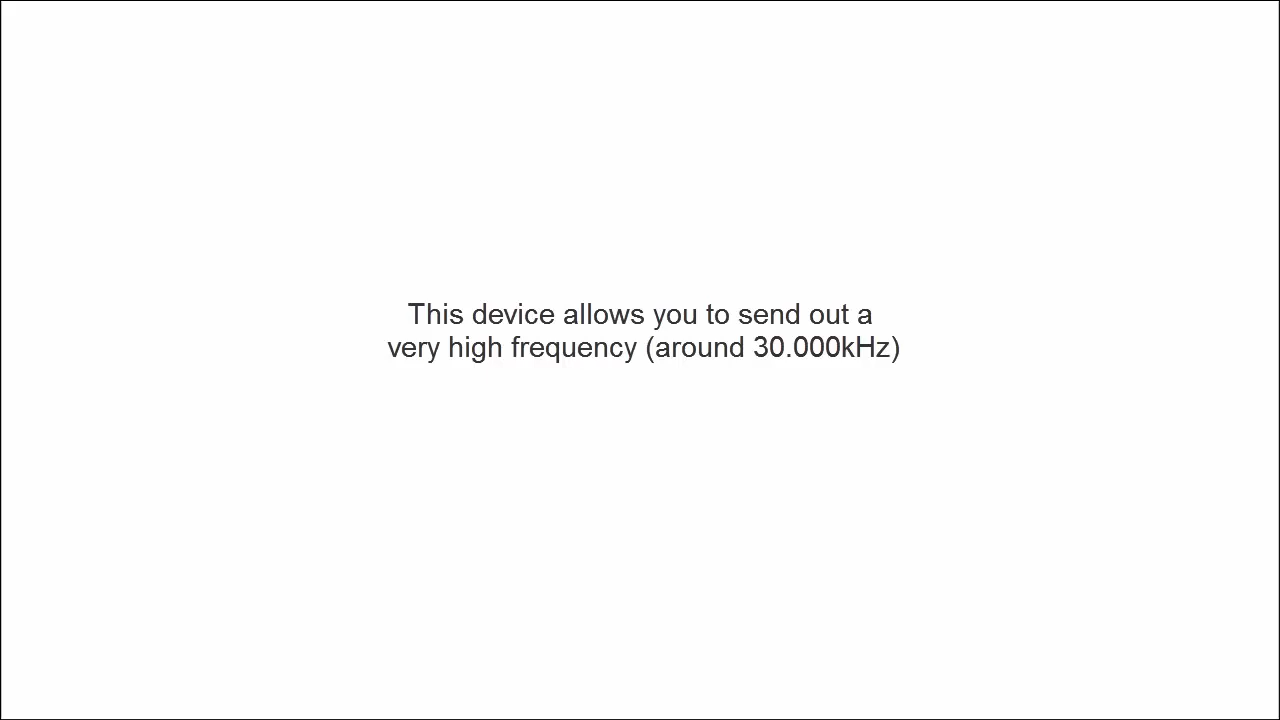 This device allows you to send out a
very high frequency (around 30.000kHz)